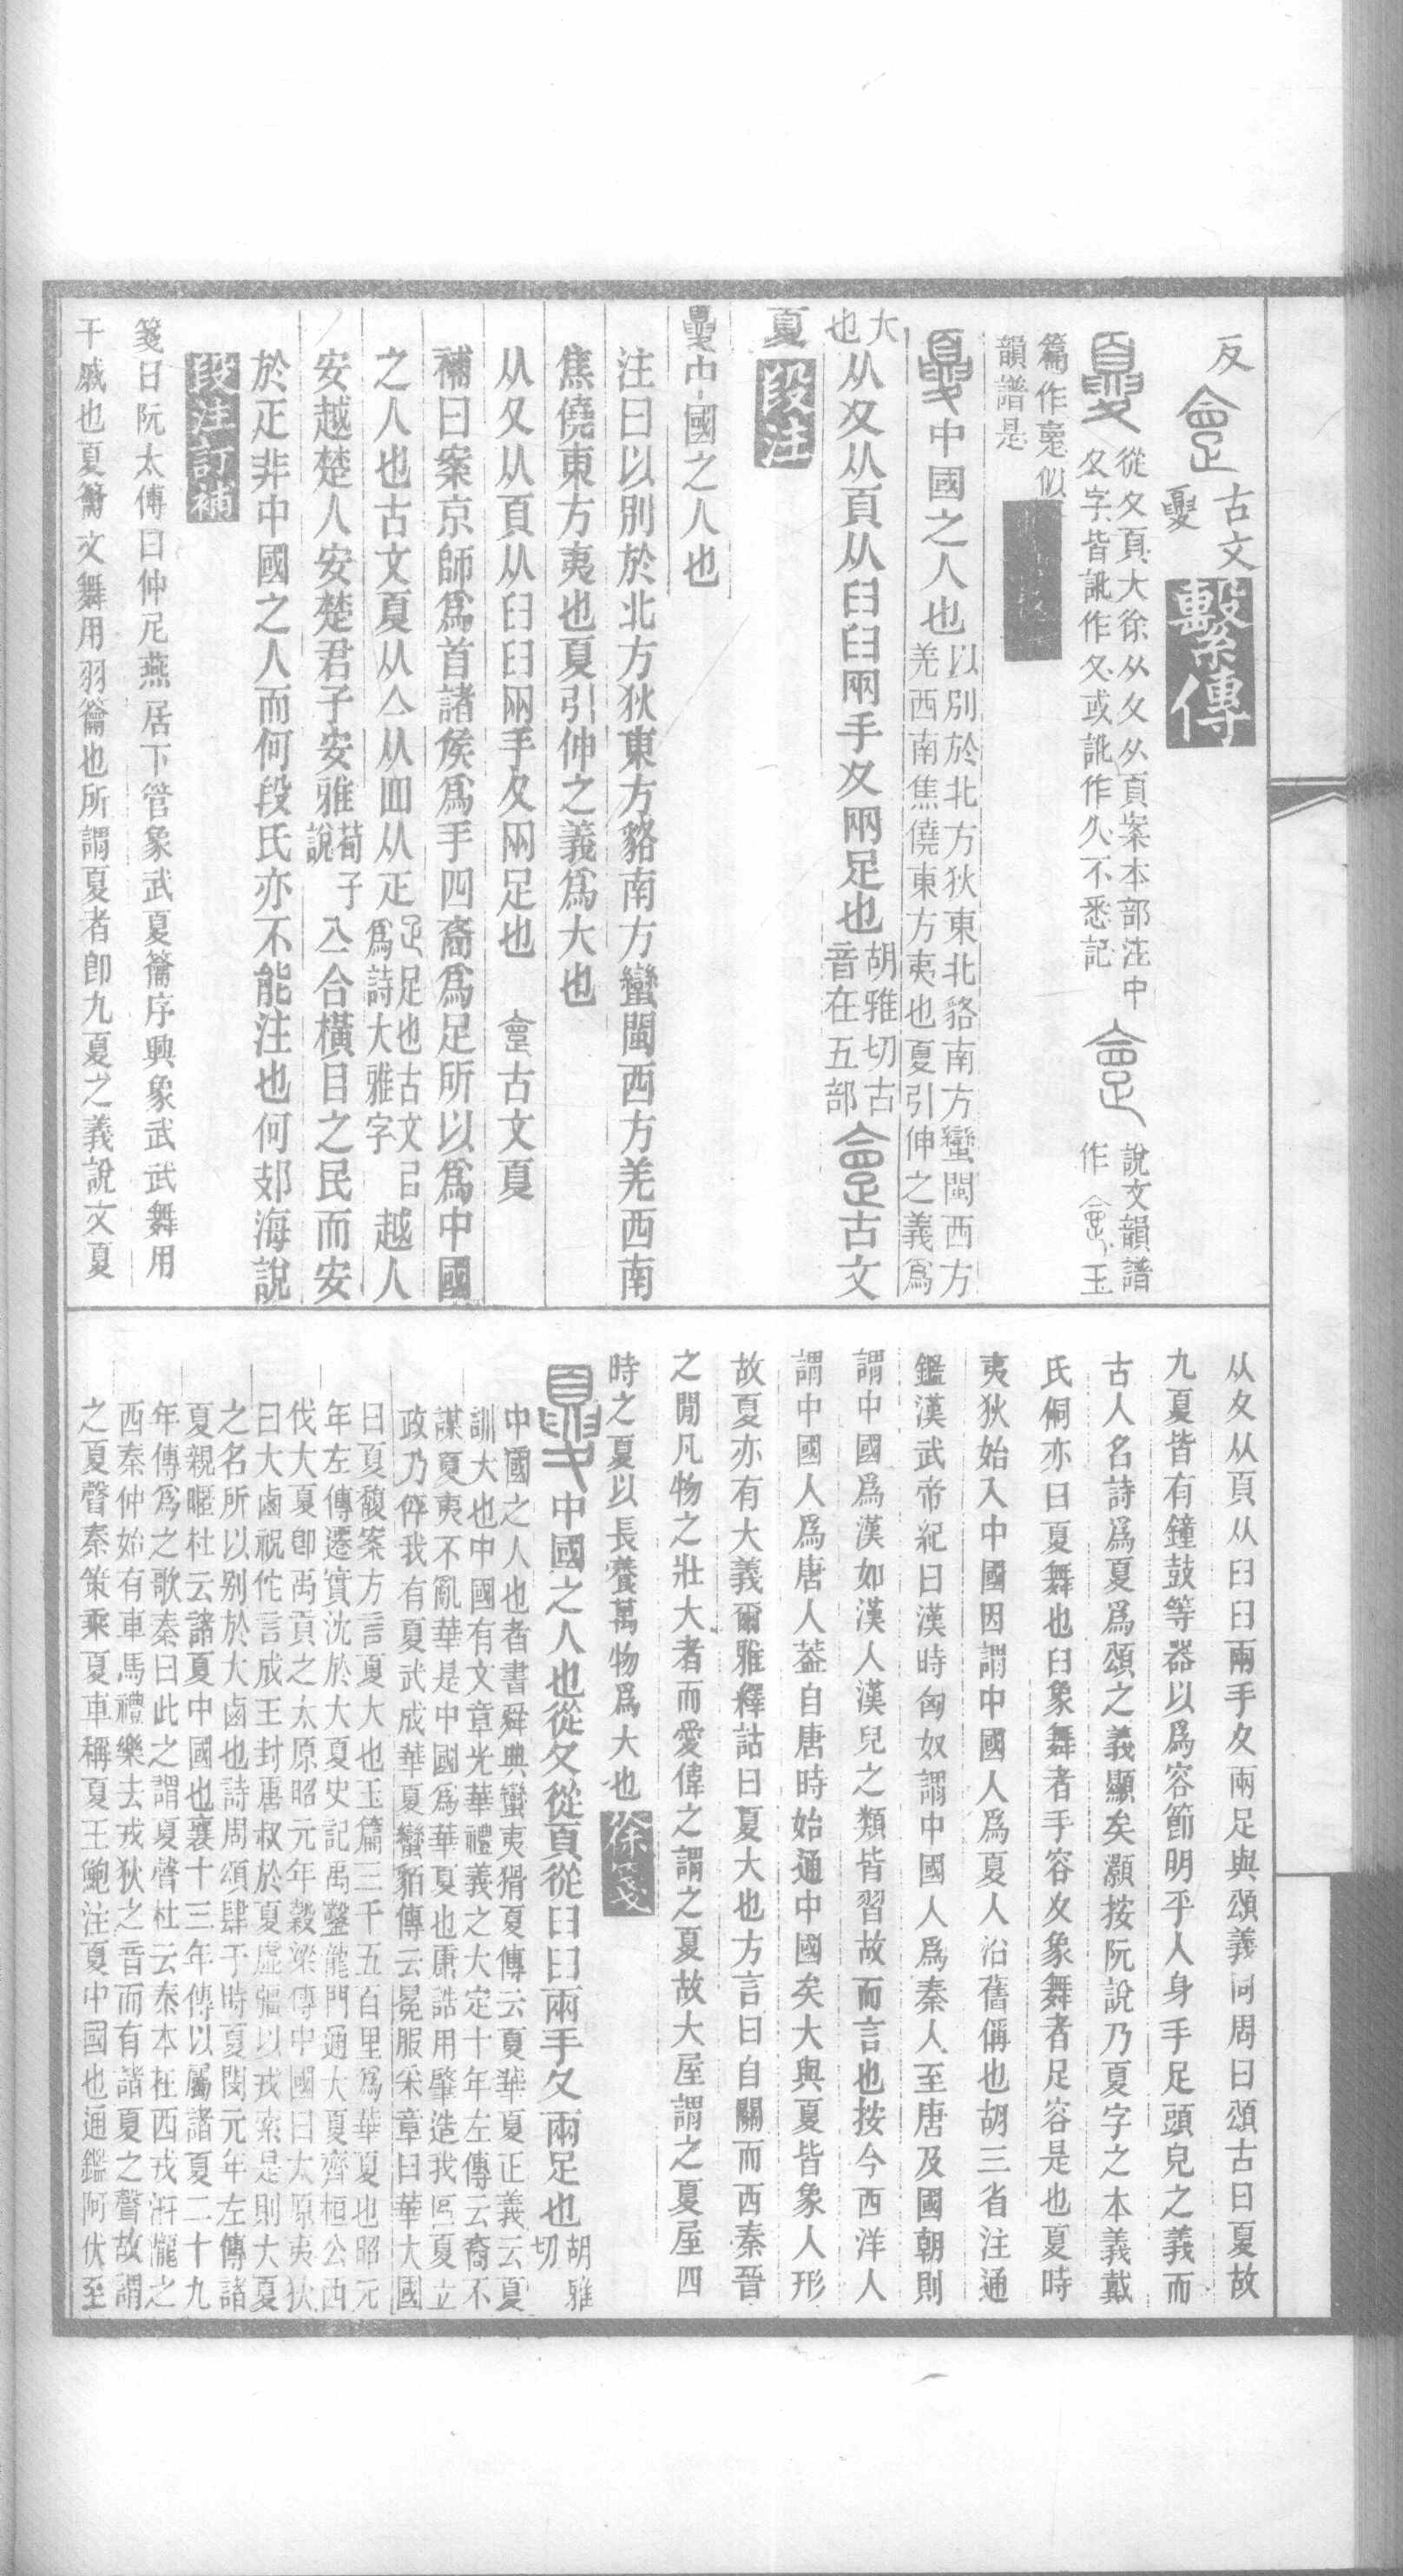 反
古文
夏
繫傳
從夊頁大徐从夊从頁案本部注中
夊字皆訛作夂或訛作久不悉記
說文韻譜
作
玉
篇作
似
韻譜是
中國之人也
以別於北方狄東北貉南方蠻閩西方
羌西南焦僥東方夷也夏引伸之義爲
大
也
从夊从頁从臼臼兩手夊兩足也
胡雅切古
音在五部
古文
夏
段注
中國之人也
注曰以別於北方狄東方貉南方蠻閩西方羌西南
焦僥東方夷也夏引伸之義爲大也
从夊从頁从臼臼兩手夊兩足也
古文夏
補曰案京師爲首諸侯爲手四裔爲足所以爲中國
之人也古文夏从亼从囬从疋
疋足也古文
爲詩大雅字
越人
安越楚人安楚君子安雅
荀子
說
亼合橫目之民而安
於疋非中國之人而何段氏亦不能注也何郢海說
段注訂補
箋曰阮太傅曰仲尼燕居下管象武夏籥序興象武武舞用
干戚也夏籥文舞用羽籥也所謂夏者卽九夏之義說文夏
从夊从頁从臼臼兩手夊兩足與頌義同周曰頌古曰夏故
九夏皆有鐘鼓等器以爲容節明乎人身手足頭皃之義而
古人名詩爲夏爲頌之義顯矣灝按阮說乃夏字之本義戴
氏侗亦曰夏舞也臼象舞者手容夊象舞者足容是也夏時
夷狄始入中國因謂中國人爲夏人沿舊偁也胡三省注通
鑑漢武帝紀曰漢時匈奴謂中國人爲秦人至唐及國朝則
謂中國爲漢如漢人漢兒之類皆習故而言也按今西洋人
謂中國人爲唐人葢自唐時始通中國矣大與夏皆象人形
故夏亦有大義爾雅釋詁曰夏大也方言曰自關而西秦晉
之閒凡物之壯大者而愛偉之謂之夏故大屋謂之夏屋四
時之夏以長養萬物爲大也
徐箋
中國之人也從夊從頁從臼臼兩手夊兩足也
胡雅
切
中國之人也者書舜典蠻夷猾夏傳云夏華夏正義云夏
訓大也中國有文章光華禮義之大定十年左傳云裔不
謀夏夷不亂華是中國爲華夏也康誥用肇造我區夏立
政乃伻我有夏武成華夏蠻貊傳云冕服采章曰華大國
曰夏馥案方言夏大也玉篇三千五百里爲華夏也昭元
年左傳遷實沈於大夏史記禹鑿龍門通大夏齊桓公西
伐大夏卽禹貢之太原昭元年穀梁傳中國曰太原夷狄
曰大鹵祝佗言成王封唐叔於夏虛疆以戎索是則大夏
之名所以別於大鹵也詩周頌肆于時夏閔元年左傳諸
夏親暱杜云諸夏中國也襄十三年傳以屬諸夏二十九
年傳爲之歌秦曰此之謂夏聲杜云秦本在西戎汧隴之
西秦仲始有車馬禮樂去戎狄之音而有諸夏之聲故謂
之夏聲秦策乘夏車稱夏王鮑注夏中國也通鑑阿伏至